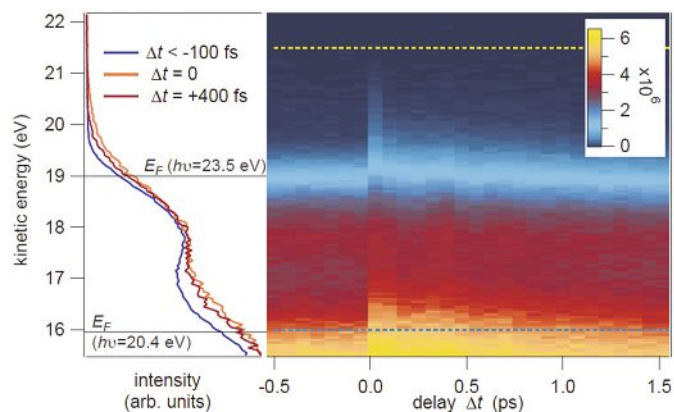 22
21
20
19
18
17
16
kinetic energy (eV)
Δt < -100 fs
Δt = 0
Δt = +400 fs
E_F (hυ=23.5 eV)
E_F
(hυ=20.4 eV)
intensity
(arb. units)
6
4
2
0
x10^6
-0.5
0.0
0.5
1.0
1.5
delay Δt (ps)